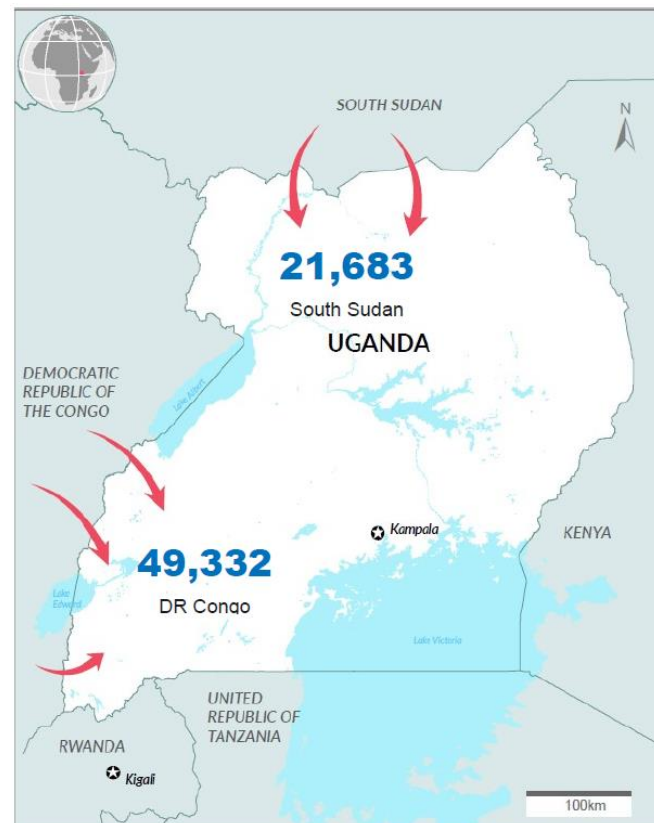 SOUTH SUDAN
N
21,683
South Sudan
UGANDA
DEMOCRATIC
REPUBLIC OF
THE CONGO
Lake Albert
49,332
DR Congo
Kampala
KENYA
Lake
Edward
Lake Victoria
UNITED
REPUBLIC OF
TANZANIA
RWANDA
Kigali
100km